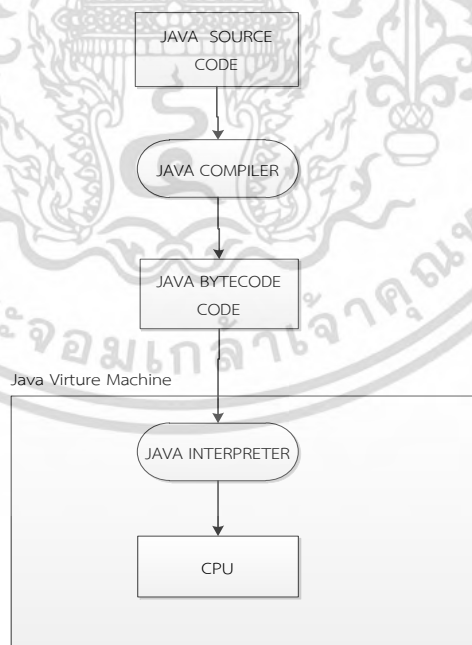 JAVA SOURCE
CODE
JAVA COMPILER
JAVA BYTECODE
CODE
Java Virture Machine
JAVA INTERPRETER
CPU